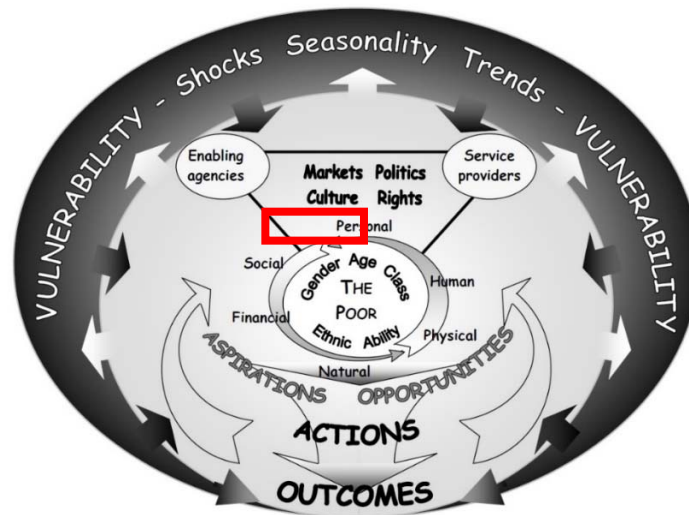 VULNERABILITY - Shocks Seasonality Trends - VULNERABILITY
Enabling
agencies
Service
providers
Markets Politics
Culture Rights
Personal
Social
Human
Gender Age Class
THE
POOR
Ethnic Ability
Financial
Physical
Natural
ASPIRATIONS OPPORTUNITIES
ACTIONS
OUTCOMES